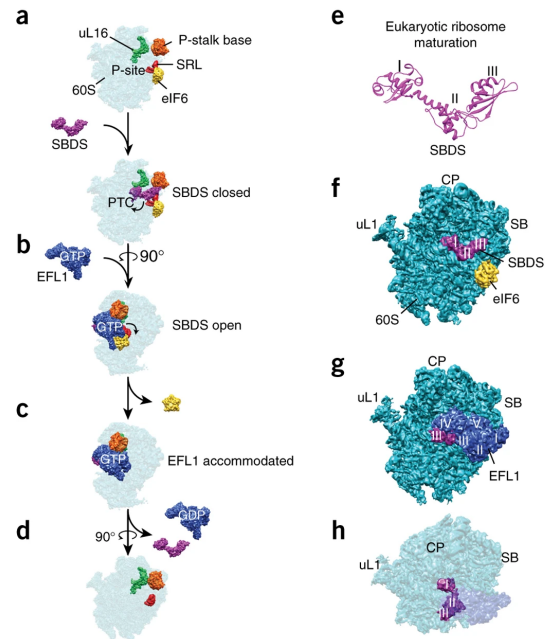 a
uL16
P-stalk base
P-site
SRL
60S
eIF6
SBDS
SBDS closed
PTC
b
GTP
EFL1
90°
GTP
SBDS open
c
GTP
EFL1 accommodated
d
90°
GDP
e
Eukaryotic ribosome
maturation
I
III
II
SBDS
f
CP
uL1
SB
I
II
III
SBDS
eIF6
60S
g
CP
uL1
SB
IV
V
III
III
I
II
EFL1
h
CP
uL1
SB
I
II
III